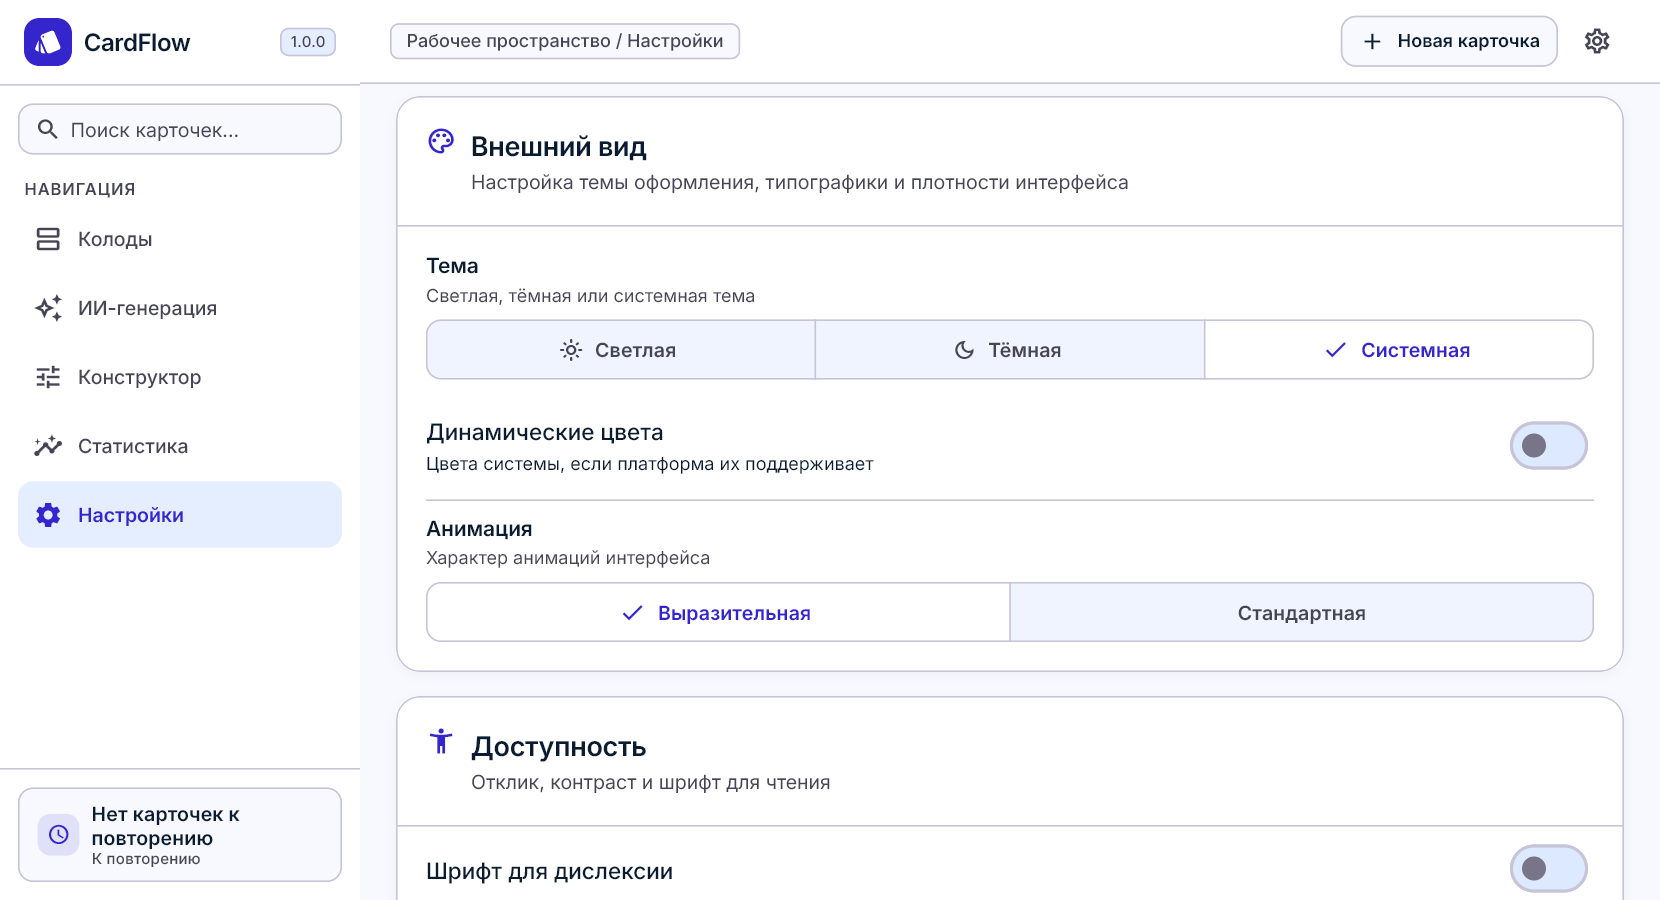 CardFlow
1.0.0
Поиск карточек...
НАВИГАЦИЯ
Колоды
ИИ-генерация
Конструктор
Статистика
Настройки
Нет карточек к
повторению
К повторению
Рабочее пространство / Настройки
Новая карточка
Внешний вид
Настройка темы оформления, типографики и плотности интерфейса
Тема
Светлая, тёмная или системная тема
Светлая
Тёмная
Системная
Динамические цвета
Цвета системы, если платформа их поддерживает
Анимация
Характер анимаций интерфейса
Выразительная
Стандартная
Доступность
Отклик, контраст и шрифт для чтения
Шрифт для дислексии